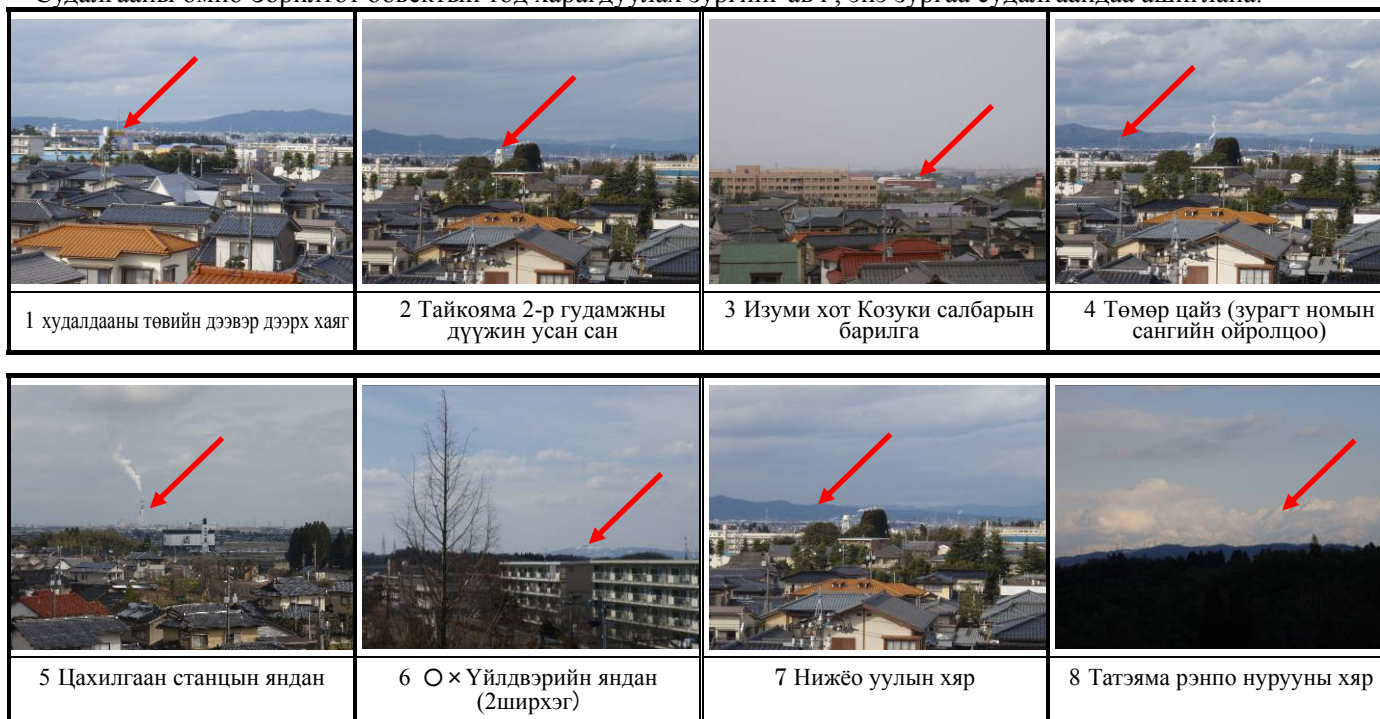 1 худалдааны төвийн дээвэр дээрх хаяг
2 Тайкояма 2-р гудамжны
дүүжин усан сан
3 Изуми хот Козуки салбарын
барилга
4 Төмөр цайз (зурагт номын
сангийн ойролцоо)
5 Цахилгаан станцын яндан
6 ○×Үйлдвэрийн яндан
(2ширхэг)
7 Нижёо уулын хяр
8 Татэяма рэнпо нурууны хяр